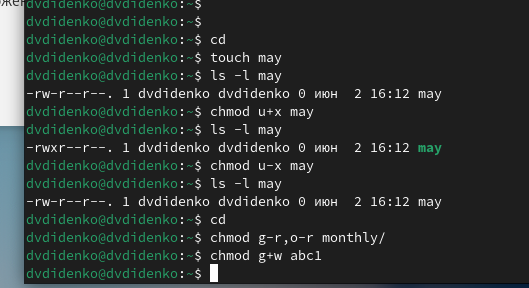 dvdidenko@dvdidenko:~$
dvdidenko@dvdidenko:~$
dvdidenko@dvdidenko:~$ cd
dvdidenko@dvdidenko:~$ touch may
dvdidenko@dvdidenko:~$ ls -l may
-rw-r--r--. 1 dvdidenko dvdidenko 0 июн  2 16:12 may
dvdidenko@dvdidenko:~$ chmod u+x may
dvdidenko@dvdidenko:~$ ls -l may
-rwxr--r--. 1 dvdidenko dvdidenko 0 июн  2 16:12 may
dvdidenko@dvdidenko:~$ chmod u-x may
dvdidenko@dvdidenko:~$ ls -l may
-rw-r--r--. 1 dvdidenko dvdidenko 0 июн  2 16:12 may
dvdidenko@dvdidenko:~$ cd
dvdidenko@dvdidenko:~$ chmod g-r,o-r monthly/
dvdidenko@dvdidenko:~$ chmod g+w abc1
dvdidenko@dvdidenko:~$